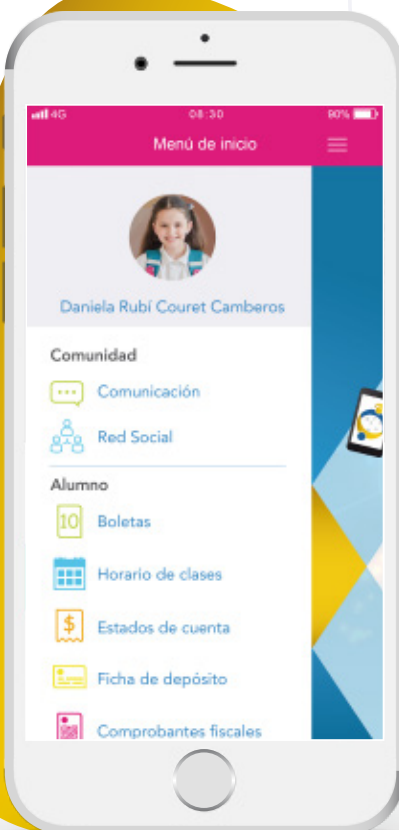 4G 08:30 90%
Menú de inicio
Daniela Rubí Couret Camberos
Comunidad
Comunicación
Red Social
Alumno
10 Boletas
Horario de clases
$ Estados de cuenta
Ficha de depósito
Comprobantes fiscales